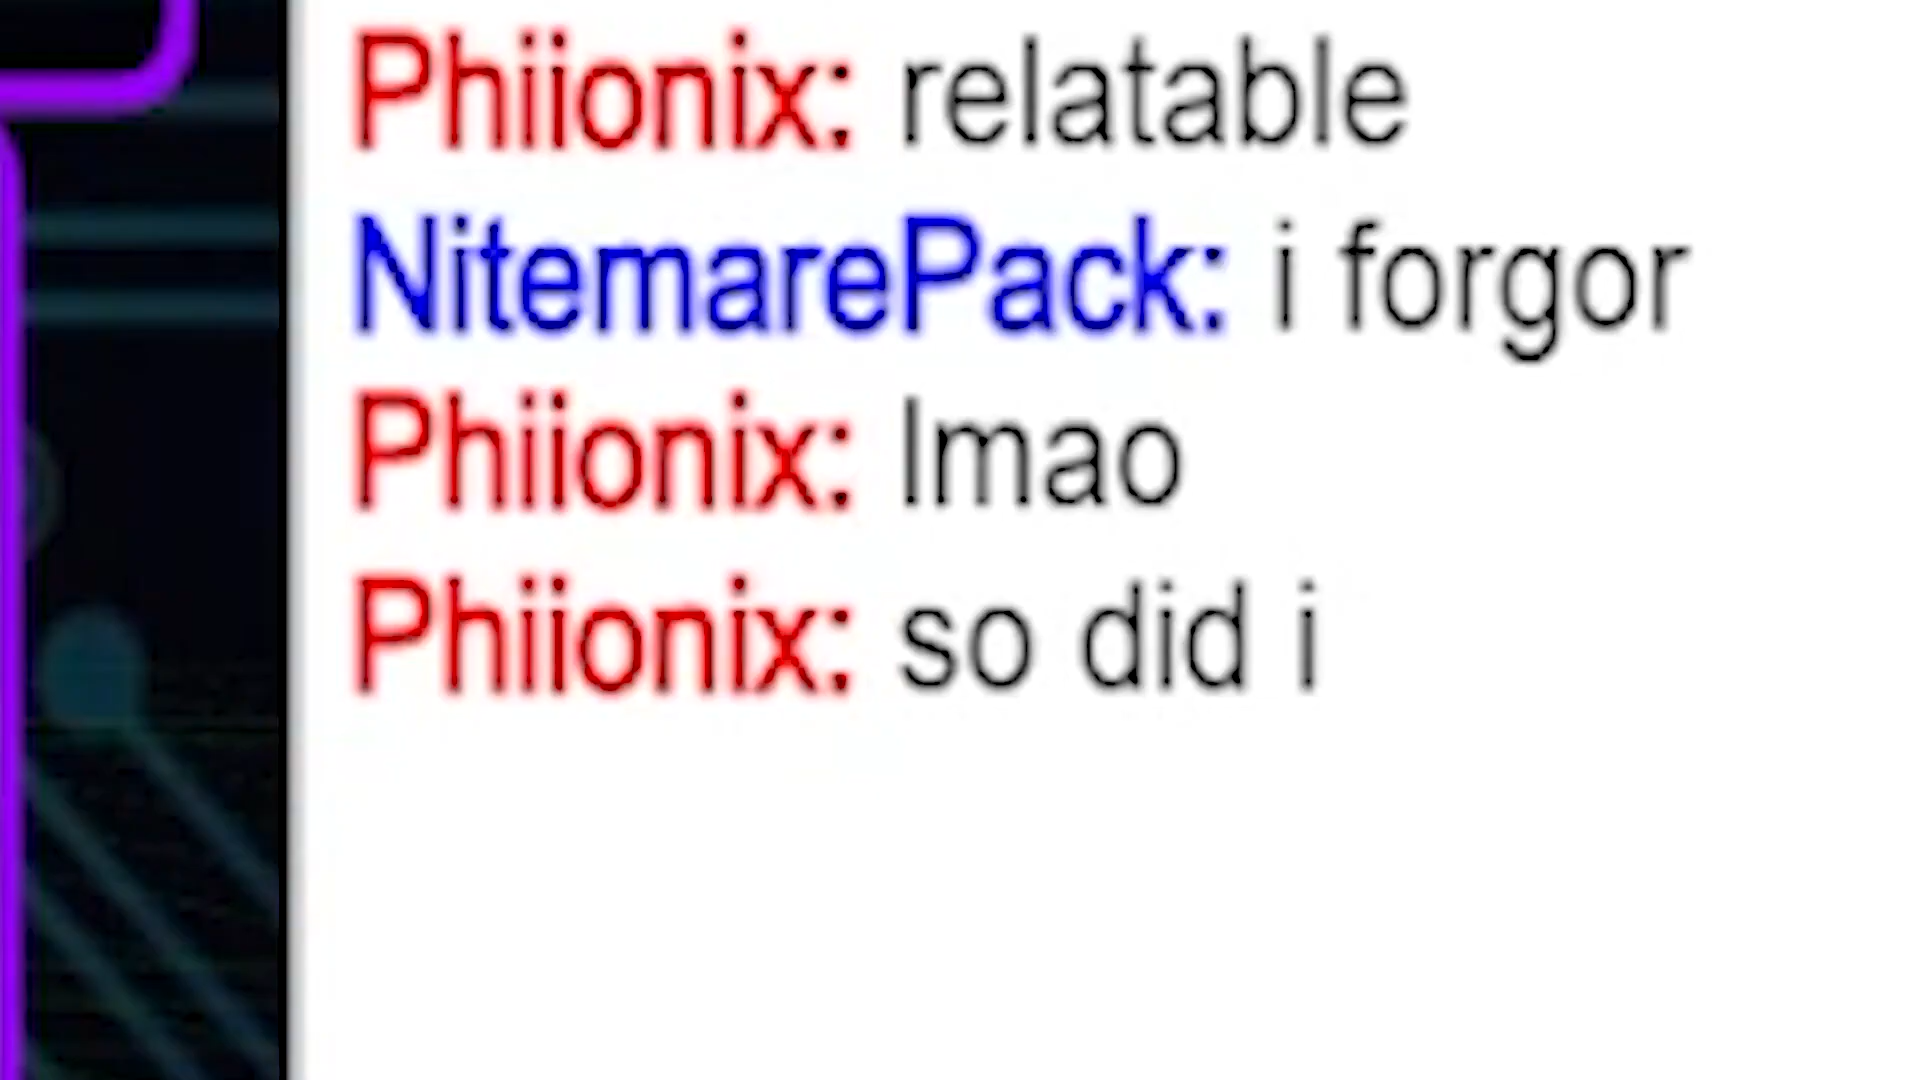 Phiionix: relatable
NitemarePack: i forgor
Phiionix: lmao
Phiionix: so did i